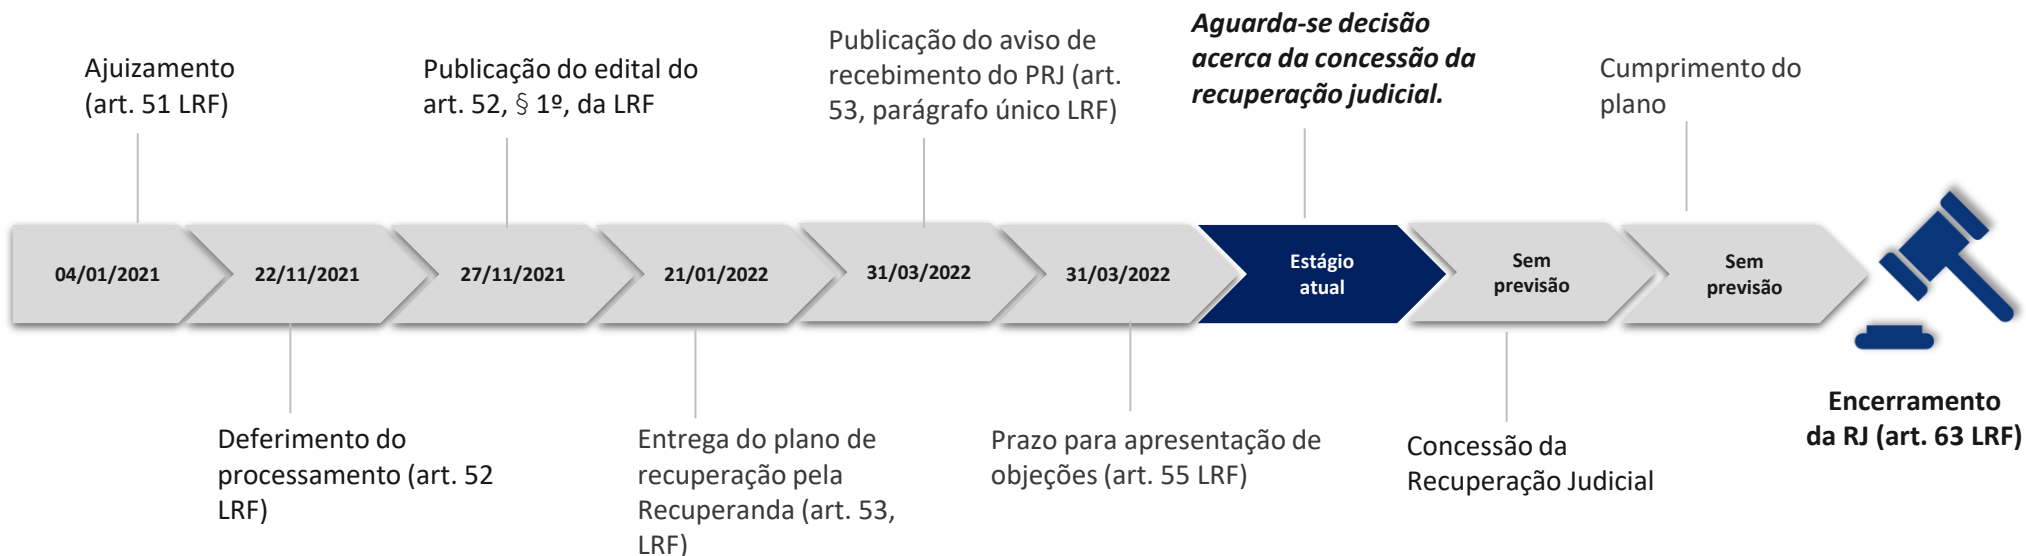 Ajuizamento
(art. 51 LRF)
Publicação do edital do
art. 52, § 1º, da LRF
Publicação do aviso de
recebimento do PRJ (art.
53, parágrafo único LRF)
Aguarda-se decisão
acerca da concessão da
recuperação judicial.
Cumprimento do
plano
04/01/2021
22/11/2021
27/11/2021
21/01/2022
31/03/2022
31/03/2022
Estágio
atual
Sem
previsão
Sem
previsão
Deferimento do
processamento (art. 52
LRF)
Entrega do plano de
recuperação pela
Recuperanda (art. 53,
LRF)
Prazo para apresentação de
objeções (art. 55 LRF)
Concessão da
Recuperação Judicial
Encerramento
da RJ (art. 63 LRF)